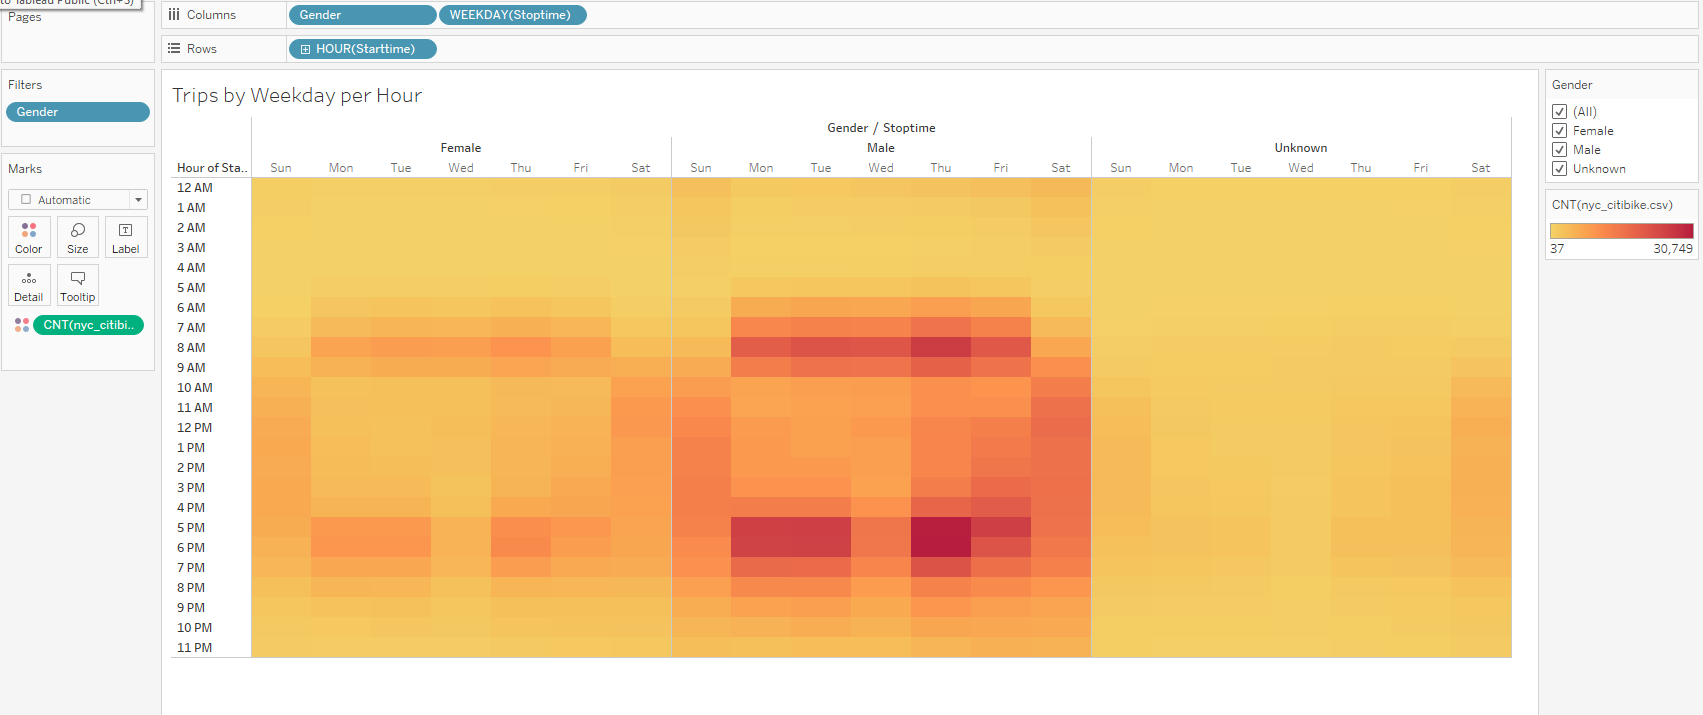 to Tableau Public (Ctrl+S)
Pages
Columns
Gender
WEEKDAY(Stoptime)
Rows
HOUR(Starttime)
Filters
Gender
Marks
Automatic
Color
Size
Label
Detail
Tooltip
CNT(nyc_citibi..
Trips by Weekday per Hour
Gender / Stoptime
Female
Male
Unknown
Hour of Sta.. Sun Mon Tue Wed Thu Fri Sat Sun Mon Tue Wed Thu Fri Sat Sun Mon Tue Wed Thu Fri Sat
12 AM
1 AM
2 AM
3 AM
4 AM
5 AM
6 AM
7 AM
8 AM
9 AM
10 AM
11 AM
12 PM
1 PM
2 PM
3 PM
4 PM
5 PM
6 PM
7 PM
8 PM
9 PM
10 PM
11 PM
Gender
(All)
Female
Male
Unknown
CNT(nyc_citibike.csv)
37 30,749